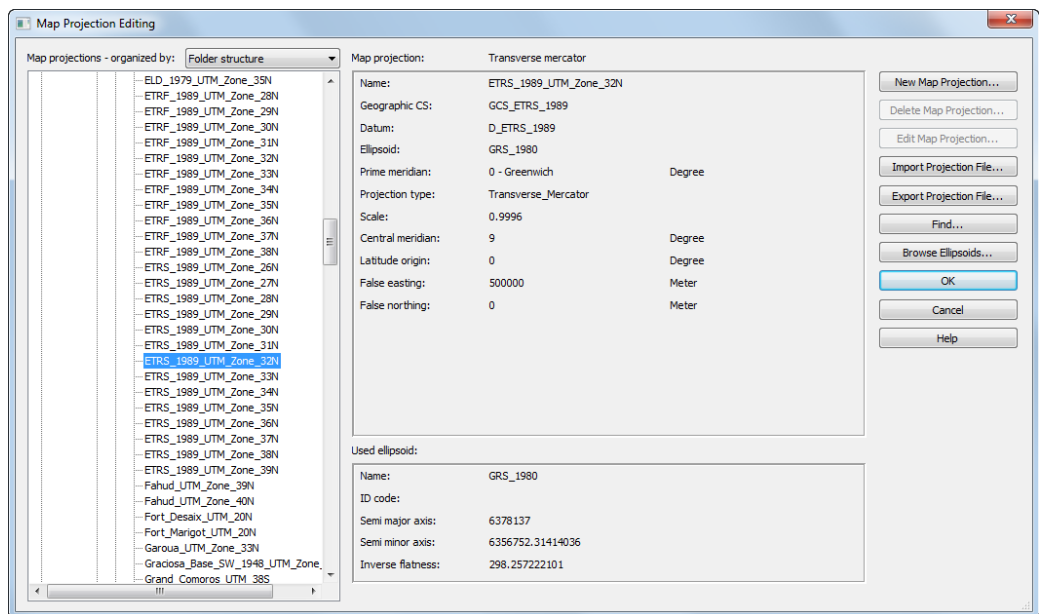 Map Projection Editing
Map projections - organized by: Folder structure
ELD_1979_UTM_Zone_35N
ETRF_1989_UTM_Zone_28N
ETRF_1989_UTM_Zone_29N
ETRF_1989_UTM_Zone_30N
ETRF_1989_UTM_Zone_31N
ETRF_1989_UTM_Zone_32N
ETRF_1989_UTM_Zone_33N
ETRF_1989_UTM_Zone_34N
ETRF_1989_UTM_Zone_35N
ETRF_1989_UTM_Zone_36N
ETRF_1989_UTM_Zone_37N
ETRF_1989_UTM_Zone_38N
ETRS_1989_UTM_Zone_26N
ETRS_1989_UTM_Zone_27N
ETRS_1989_UTM_Zone_28N
ETRS_1989_UTM_Zone_29N
ETRS_1989_UTM_Zone_30N
ETRS_1989_UTM_Zone_31N
ETRS_1989_UTM_Zone_32N
ETRS_1989_UTM_Zone_33N
ETRS_1989_UTM_Zone_34N
ETRS_1989_UTM_Zone_35N
ETRS_1989_UTM_Zone_36N
ETRS_1989_UTM_Zone_37N
ETRS_1989_UTM_Zone_38N
ETRS_1989_UTM_Zone_39N
Fahud_UTM_Zone_39N
Fahud_UTM_Zone_40N
Fort_Desaix_UTM_20N
Fort_Marigot_UTM_20N
Garoua_UTM_Zone_33N
Graciosa_Base_SW_1948_UTM_Zone_
Grand_Comoros_UTM_38S
Map projection: Transverse mercator
Name: ETRS_1989_UTM_Zone_32N
Geographic CS: GCS_ETRS_1989
Datum: D_ETRS_1989
Ellipsoid: GRS_1980
Prime meridian: 0 - Greenwich Degree
Projection type: Transverse_Mercator
Scale: 0.9996
Central meridian: 9 Degree
Latitude origin: 0 Degree
False easting: 500000 Meter
False northing: 0 Meter
Used ellipsoid:
Name: GRS_1980
ID code:
Semi major axis: 6378137
Semi minor axis: 6356752.31414036
Inverse flatness: 298.257222101
New Map Projection...
Delete Map Projection...
Edit Map Projection...
Import Projection File...
Export Projection File...
Find...
Browse Ellipsoids...
OK
Cancel
Help